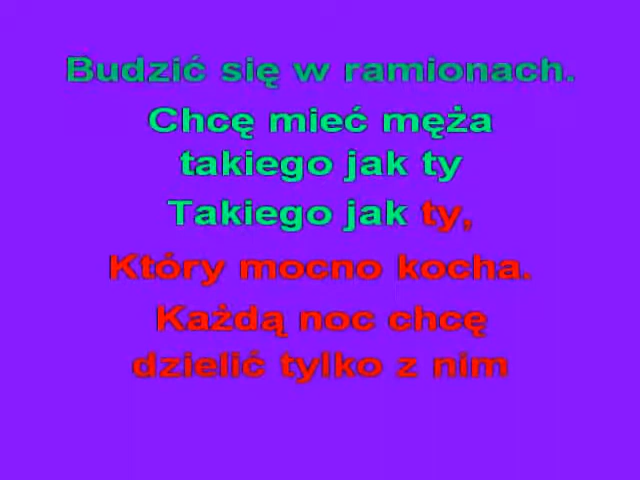 Budzić się w ramionach.
Chcę mieć męża
takiego jak ty
Takiego jak ty,
Który mocno kocha.
Każdą noc chcę
dzielić tylko z nim